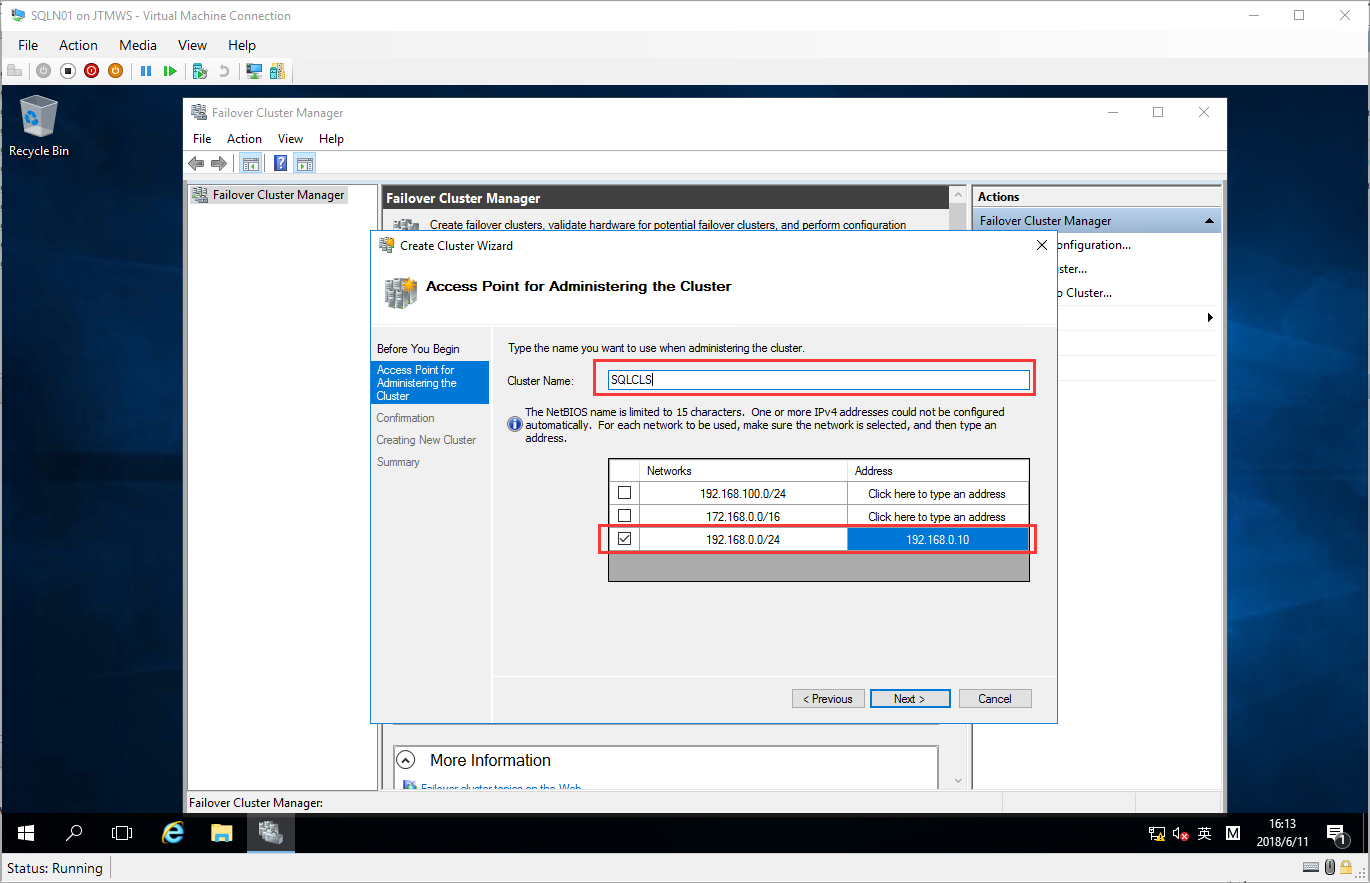 SQLN01 on JTMWS - Virtual Machine Connection
File Action Media View Help
Recycle Bin
Failover Cluster Manager
File Action View Help
Failover Cluster Manager
Failover Cluster Manager
Create failover clusters, validate hardware for potential failover clusters, and perform configuration
Actions
Failover Cluster Manager
onfiguration...
ster...
o Cluster...
Create Cluster Wizard
Access Point for Administering the Cluster
Before You Begin
Access Point for
Administering the
Cluster
Confirmation
Creating New Cluster
Summary
Type the name you want to use when administering the cluster.
Cluster Name: SQLCLS
The NetBIOS name is limited to 15 characters. One or more IPv4 addresses could not be configured
automatically. For each network to be used, make sure the network is selected, and then type an
address.
Networks Address
192.168.100.0/24 Click here to type an address
172.168.0.0/16 Click here to type an address
192.168.0.0/24 192.168.0.10
< Previous Next > Cancel
More Information
Failover cluster topics on the Web
Failover Cluster Manager:
英 M
16:13
2018/6/11
1
Status: Running